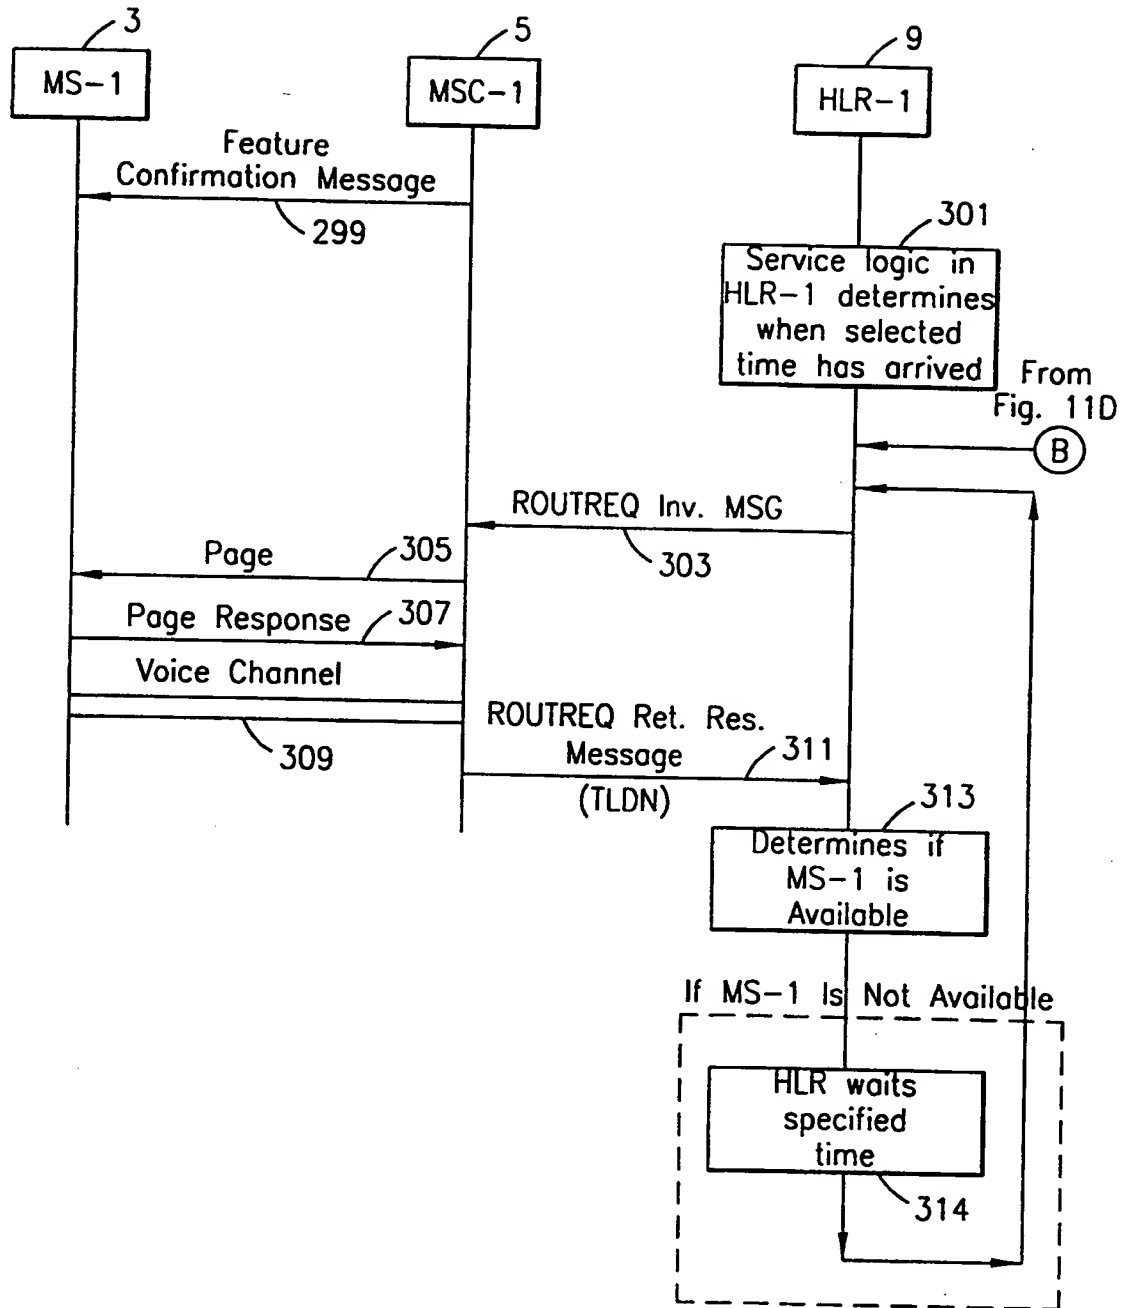 3
5
9
MS-1
MSC-1
HLR-1
Feature
Confirmation Message
299
301
Service logic in
HLR-1 determines
when selected
time has arrived
From
Fig. 11D
B
ROUTREQ Inv. MSG
303
Page
305
Page Response
307
Voice Channel
309
ROUTREQ Ret. Res.
Message
311
(TLDN)
313
Determines if
MS-1 is
Available
If MS-1 Is Not Available
HLR waits
specified
time
314